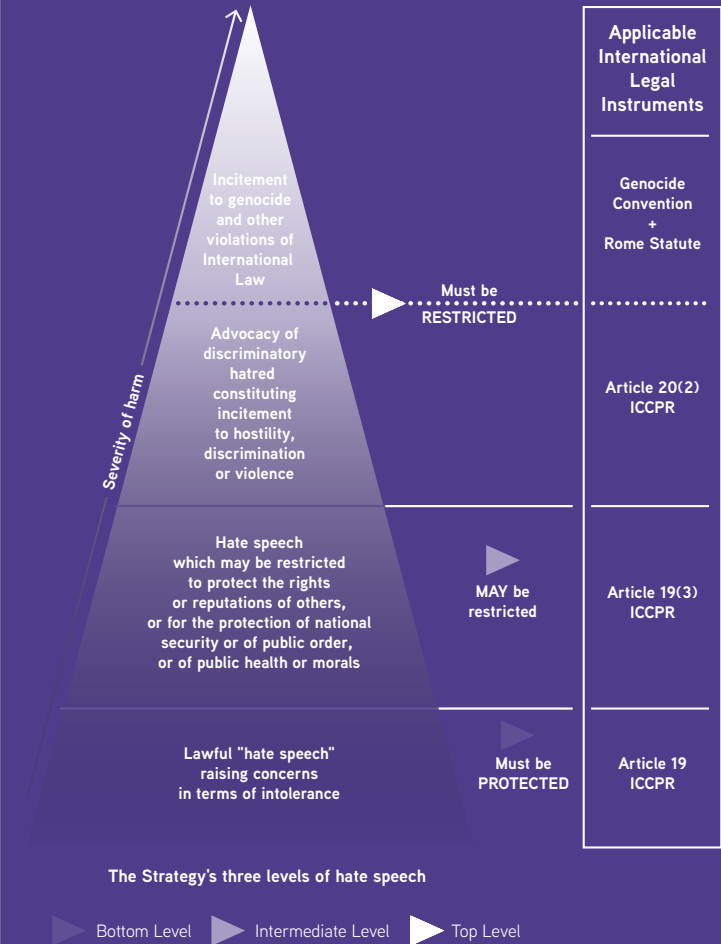 Applicable
International
Legal
Instruments
Incitement
to genocide
and other
violations of
International
Law
Genocide
Convention
+
Rome Statute
Must be
RESTRICTED
Advocacy of
discriminatory
hatred
constituting
incitement
to hostility,
discrimination
or violence
Article 20(2)
ICCPR
Severity of harm
Hate speech
which may be restricted
to protect the rights
or reputations of others,
or for the protection of national
security or of public order,
or of public health or morals
MAY be
restricted
Article 19(3)
ICCPR
Lawful "hate speech"
raising concerns
in terms of intolerance
Must be
PROTECTED
Article 19
ICCPR
The Strategy's three levels of hate speech
Bottom Level
Intermediate Level
Top Level